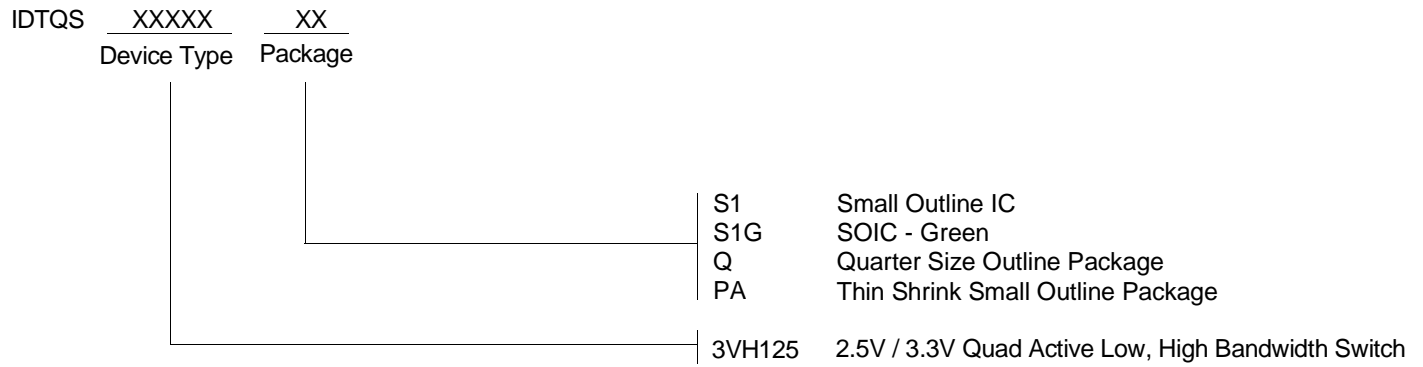 IDTQS XXXXX XX
Device Type Package
S1 Small Outline IC
S1G SOIC - Green
Q Quarter Size Outline Package
PA Thin Shrink Small Outline Package
3VH125 2.5V / 3.3V Quad Active Low, High Bandwidth Switch